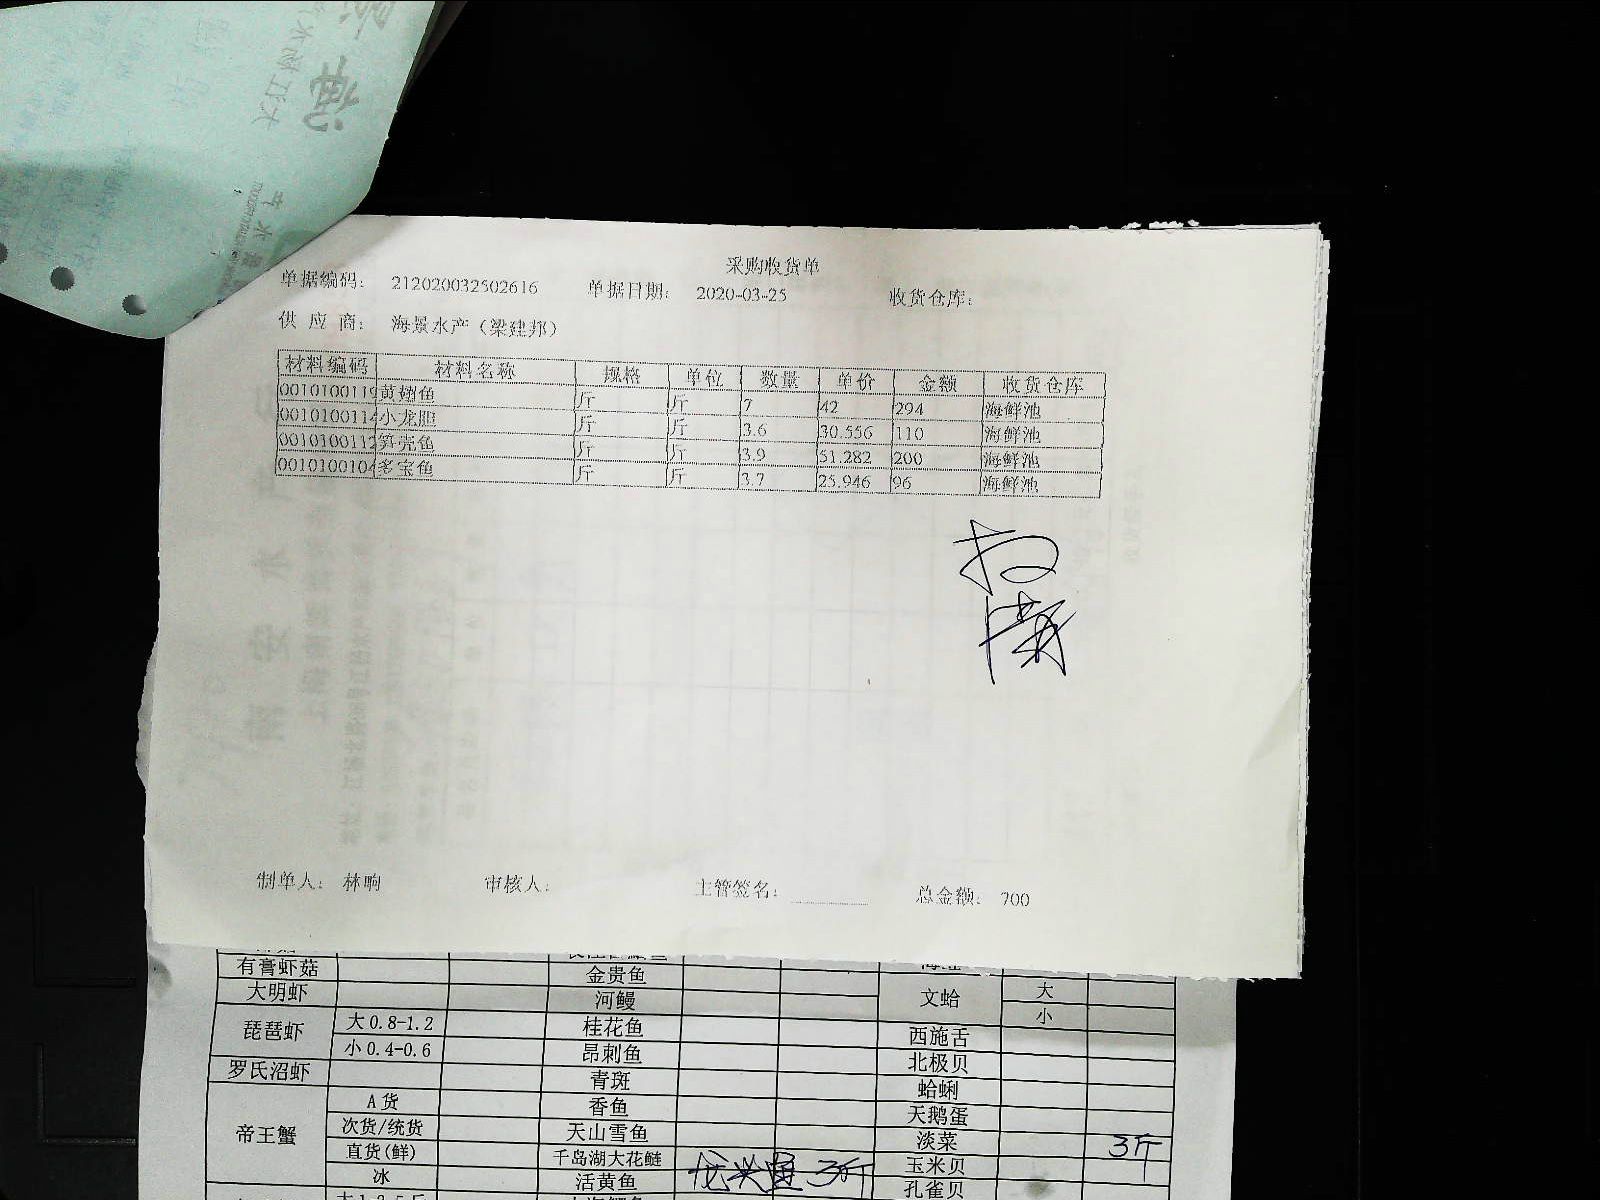 采购收货单
单据编码： 212020032502616 单据日期： 2020-03-25 收货仓库：
供 应 商： 海景水产（梁建邦）
材料编码 材料名称 规格 单位 数量 单价 金额 收货仓库
0010100119 黄翅鱼 斤 斤 7 42 294 海鲜池
0010100114 小龙胆 斤 斤 3.6 30.556 110 海鲜池
0010100112 笋壳鱼 斤 斤 3.9 51.282 200 海鲜池
0010100104 多宝鱼 斤 斤 3.7 25.946 96 海鲜池
制单人： 林晌 审核人： 主管签名： 总金额： 700
有膏虾菇 金贵鱼
大明虾 河鳗 文蛤 大
小
琵琶虾 大0.8-1.2 桂花鱼 西施舌
小0.4-0.6 昂刺鱼 北极贝
罗氏沼虾 青斑 蛤蜊
帝王蟹 A货 香鱼 天鹅蛋
次货/统货 天山雪鱼 淡菜 3斤
直货(鲜) 千岛湖大花鲢 3斤 玉米贝
冰 活黄鱼 孔雀贝